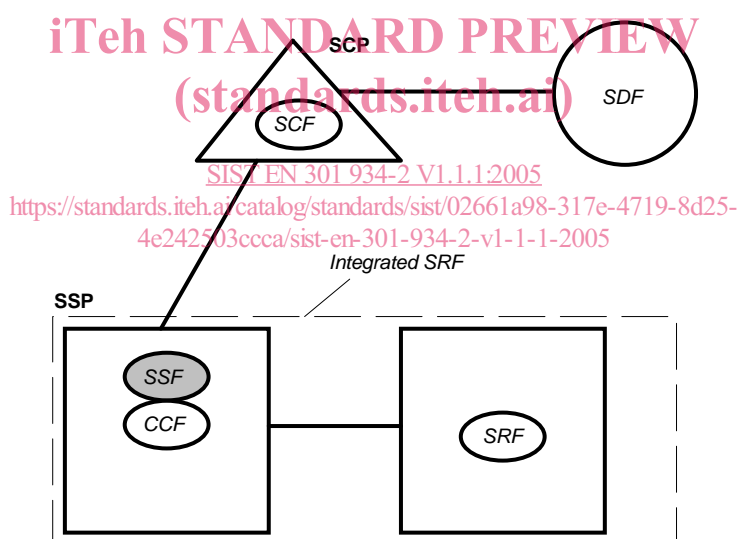 iTeh STANDARD PREVIEW
SCP
(standards.iteh.ai)
SDF
SCF
SIST EN 301 934-2 V1.1.1:2005
https://standards.iteh.ai/catalog/standards/sist/02661a98-317e-4719-8d25-
4e242503ccca/sist-en-301-934-2-v1-1-1-2005
Integrated SRF
SSP
SSF
CCF
SRF